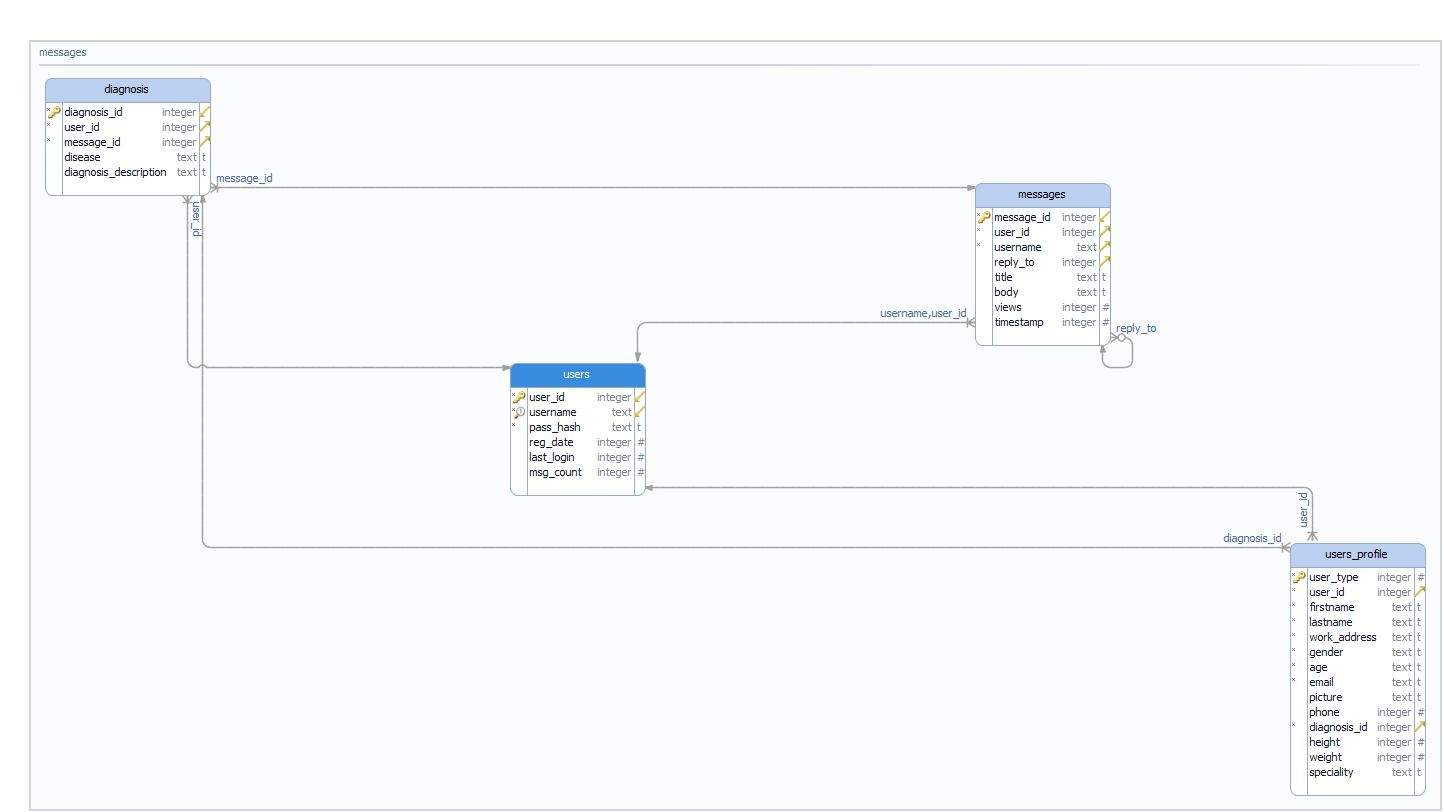 messages
diagnosis
diagnosis_id integer
user_id integer
message_id integer
disease text t
diagnosis_description text t
message_id
user_id
messages
message_id integer
user_id integer
username text
reply_to integer
title text t
body text t
views integer #
timestamp integer #
username,user_id
reply_to
users
user_id integer
username text
pass_hash text t
reg_date integer #
last_login integer #
msg_count integer #
user_id
diagnosis_id
users_profile
user_type integer #
user_id integer
firstname text t
lastname text t
work_address text t
gender text t
age text t
email text t
picture text t
phone integer #
diagnosis_id integer
height integer #
weight integer #
speciality text t